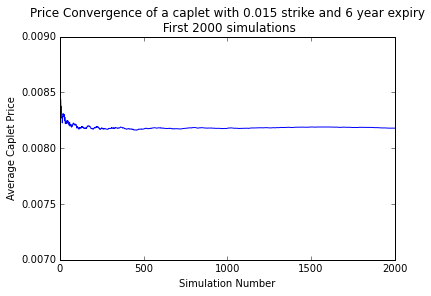 Price Convergence of a caplet with 0.015 strike and 6 year expiry
First 2000 simulations
0.0090
0.0085
0.0080
0.0075
0.0070
Average Caplet Price
0
500
1000
1500
2000
Simulation Number